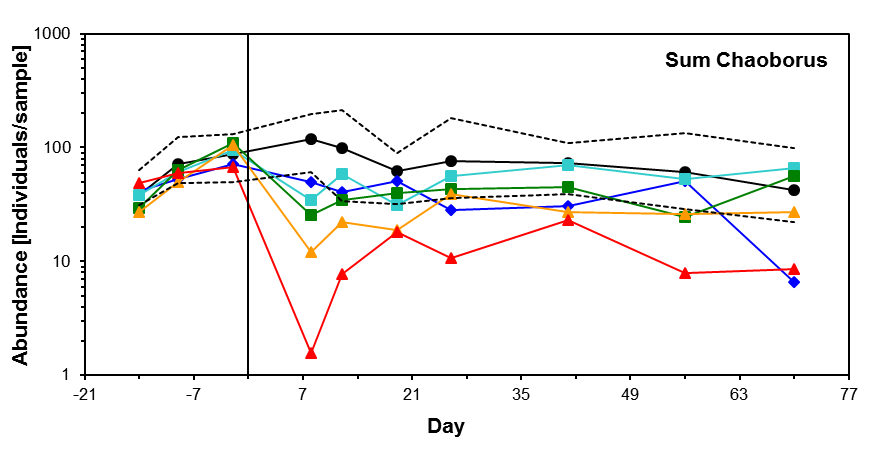 1000
Sum Chaoborus
100
10
1
Abundance [Individuals/sample]
-21 -7 7 21 35 49 63 77
Day